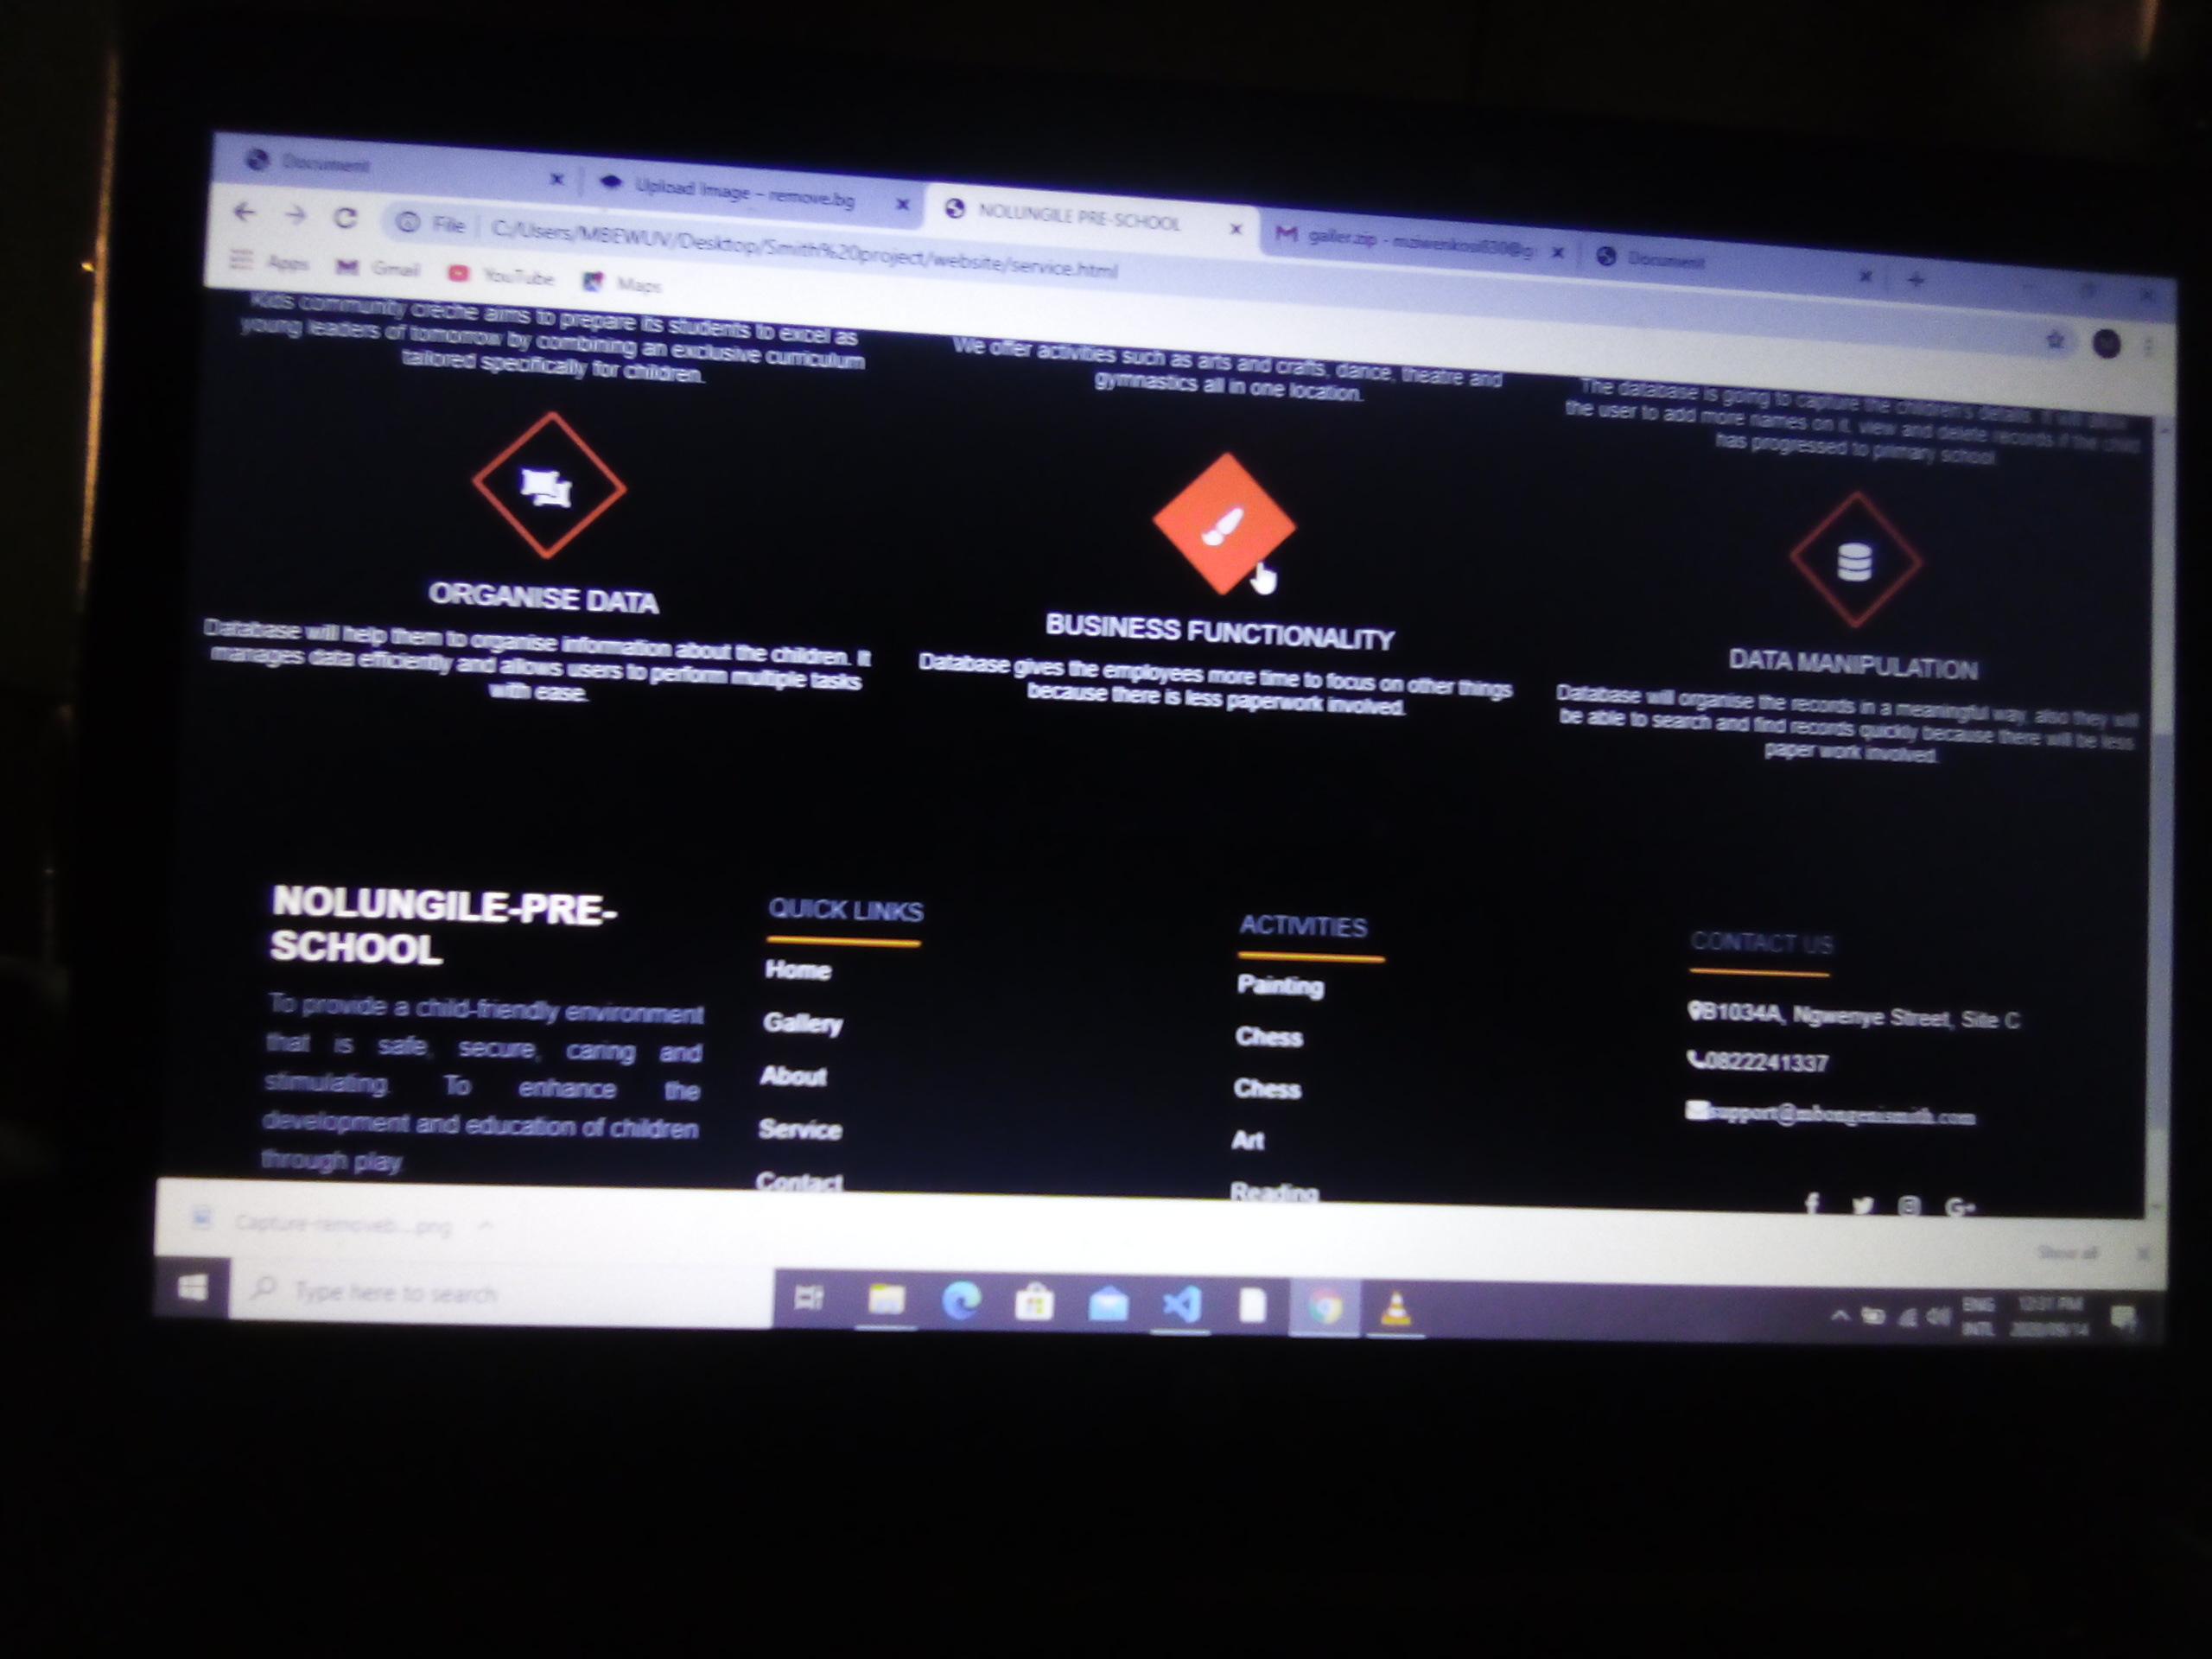 Document
Upload Image – remove.bg
NOLUNGILE PRE-SCHOOL
galler.zip
Document
File
C:/Users/MBEWUV/Desktop/Smith%20project/website/service.html
Apps
Gmail
YouTube
Maps
Kids community creche aims to prepare its students to excel as
young leaders of tomorrow by combining an exclusive curriculum
tailored specifically for children.
We offer activities such as arts and crafts, dance, theatre and
gymnastics all in one location.
The database is going to capture the children's details. It will allow
the user to add more names on it, view and delete records if the child
has progressed to primary school.
ORGANISE DATA
Database will help them to organise information about the children. It
manages data efficiently and allows users to perform multiple tasks
with ease.
BUSINESS FUNCTIONALITY
Database gives the employees more time to focus on other things
because there is less paperwork involved.
DATA MANIPULATION
Database will organise the records in a meaningful way, also they will
be able to search and find records quickly because there will be less
paper work involved.
NOLUNGILE-PRE-
SCHOOL
To provide a child-friendly environment
that is safe, secure, caring and
stimulating. To enhance the
development and education of children
through play
QUICK LINKS
Home
Gallery
About
Service
Contact
ACTIVITIES
Painting
Chess
Chess
Art
Reading
CONTACT US
B1034A, Ngwenye Street, Site C
0822241337
support@mbongenismith.com
Capture-removeb....png
Show all
Type here to search
ENG
INTL
12:31 PM
2020/09/14